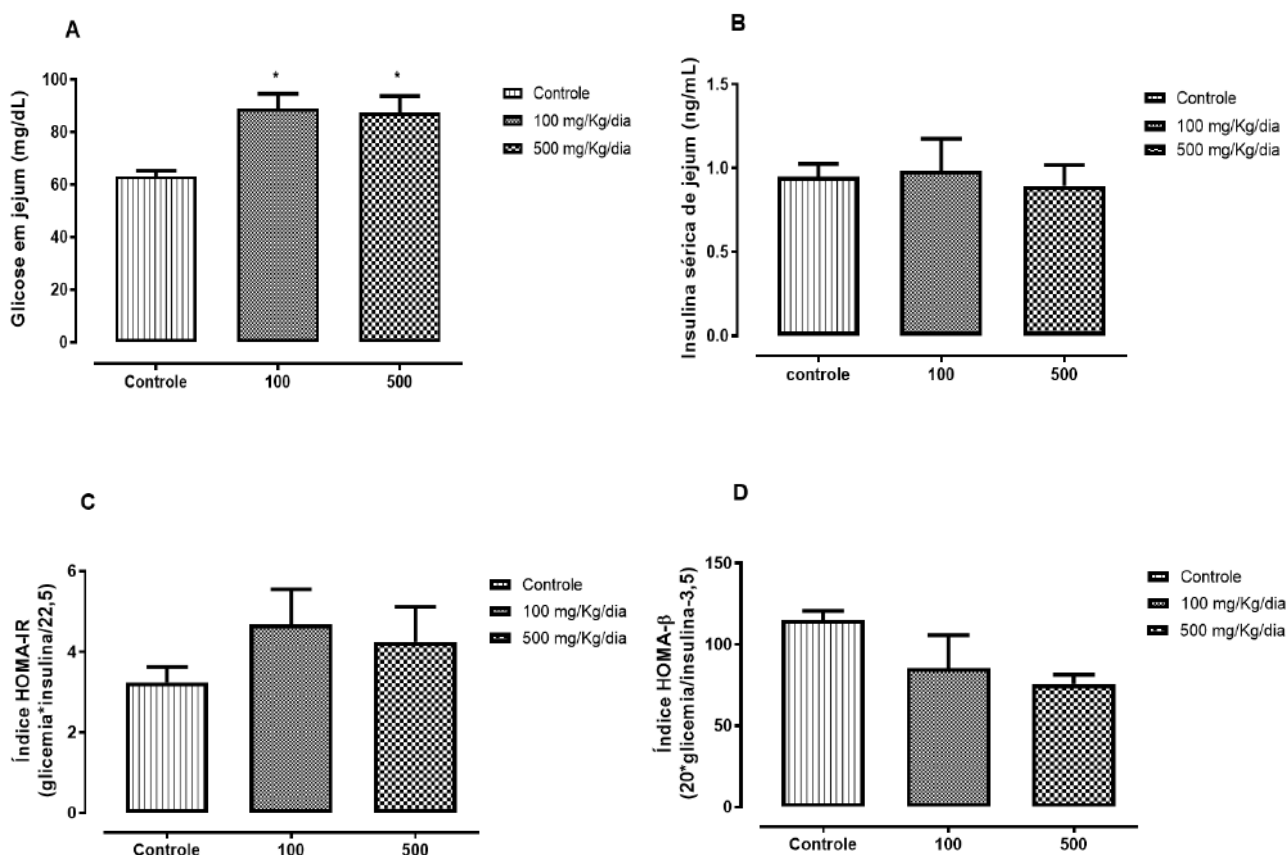 A
Glicose em jejum (mg/dL)
100
80
60
40
20
0
*
*
Controle
100
500
Controle
100 mg/Kg/dia
500 mg/Kg/dia
B
Insulina sérica de jejum (ng/mL)
1.5
1.0
0.5
0.0
controle
100
500
Controle
100 mg/Kg/dia
500 mg/Kg/dia
C
Índice HOMA-IR
(glicemia*insulina/22,5)
6
4
2
0
Controle
100
500
Controle
100 mg/Kg/dia
500 mg/Kg/dia
D
Índice HOMA-β
(20*glicemia/insulina-3,5)
150
100
50
0
Controle
100
500
Controle
100 mg/Kg/dia
500 mg/Kg/dia